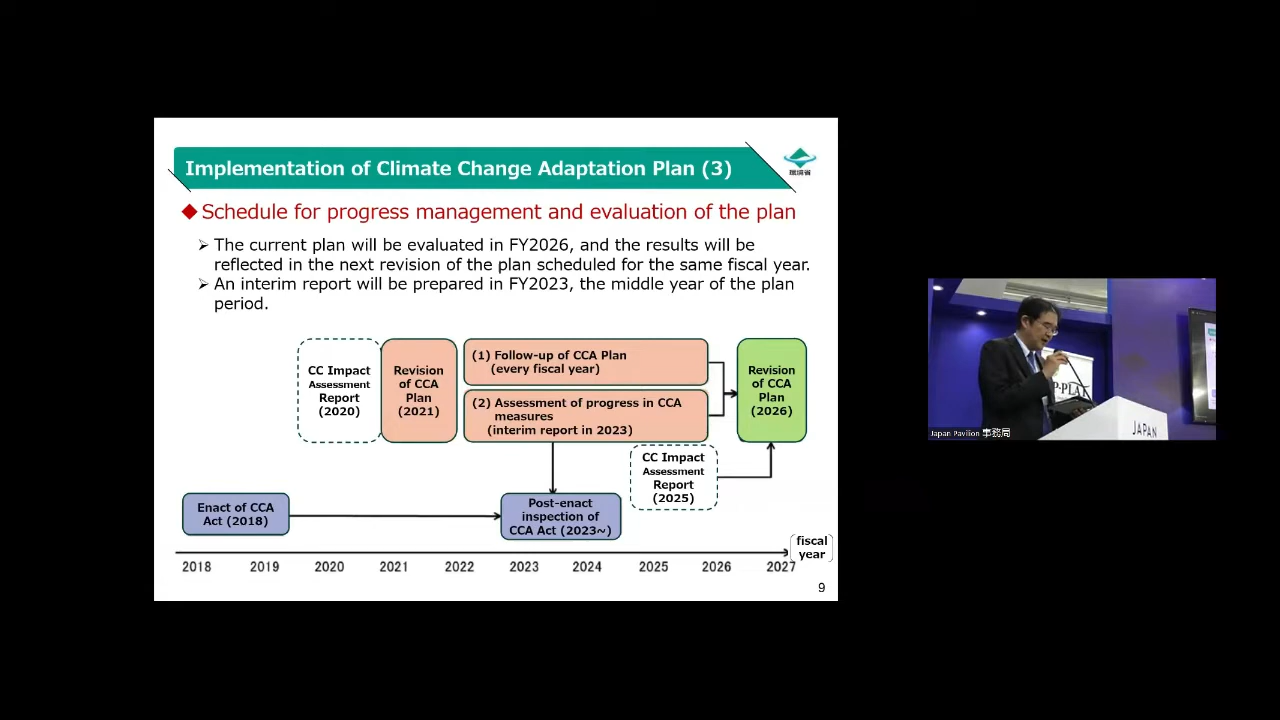 Implementation of Climate Change Adaptation Plan (3)
環境省
◆Schedule for progress management and evaluation of the plan
➢ The current plan will be evaluated in FY2026, and the results will be
reflected in the next revision of the plan scheduled for the same fiscal year.
➢ An interim report will be prepared in FY2023, the middle year of the plan
period.
CC Impact
Assessment
Report
(2020)
Revision
of CCA
Plan
(2021)
(1) Follow-up of CCA Plan
(every fiscal year)
(2) Assessment of progress in CCA
measures
(interim report in 2023)
Revision
of CCA
Plan
(2026)
CC Impact
Assessment
Report
(2025)
Enact of CCA
Act (2018)
Post-enact
inspection of
CCA Act (2023~)
fiscal
year
2018 2019 2020 2021 2022 2023 2024 2025 2026 2027
9
P-PLAT
JAPAN
Japan Pavilion 事務局